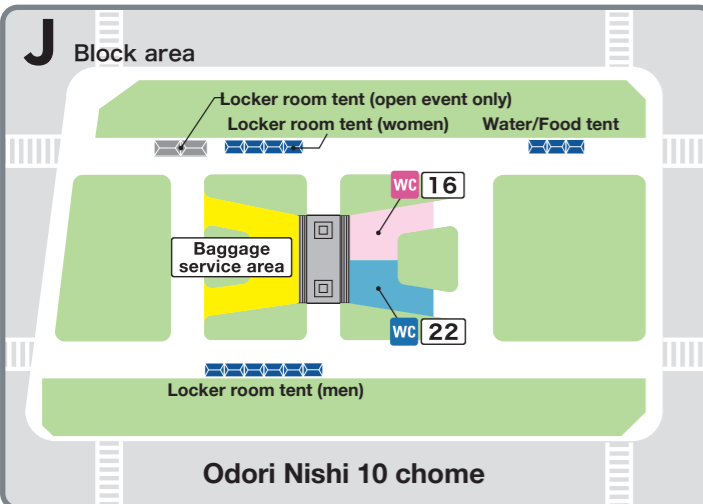 J Block area
Locker room tent (open event only)
Locker room tent (women)
Water/Food tent
WC 16
Baggage
service area
WC 22
Locker room tent (men)
Odori Nishi 10 chome